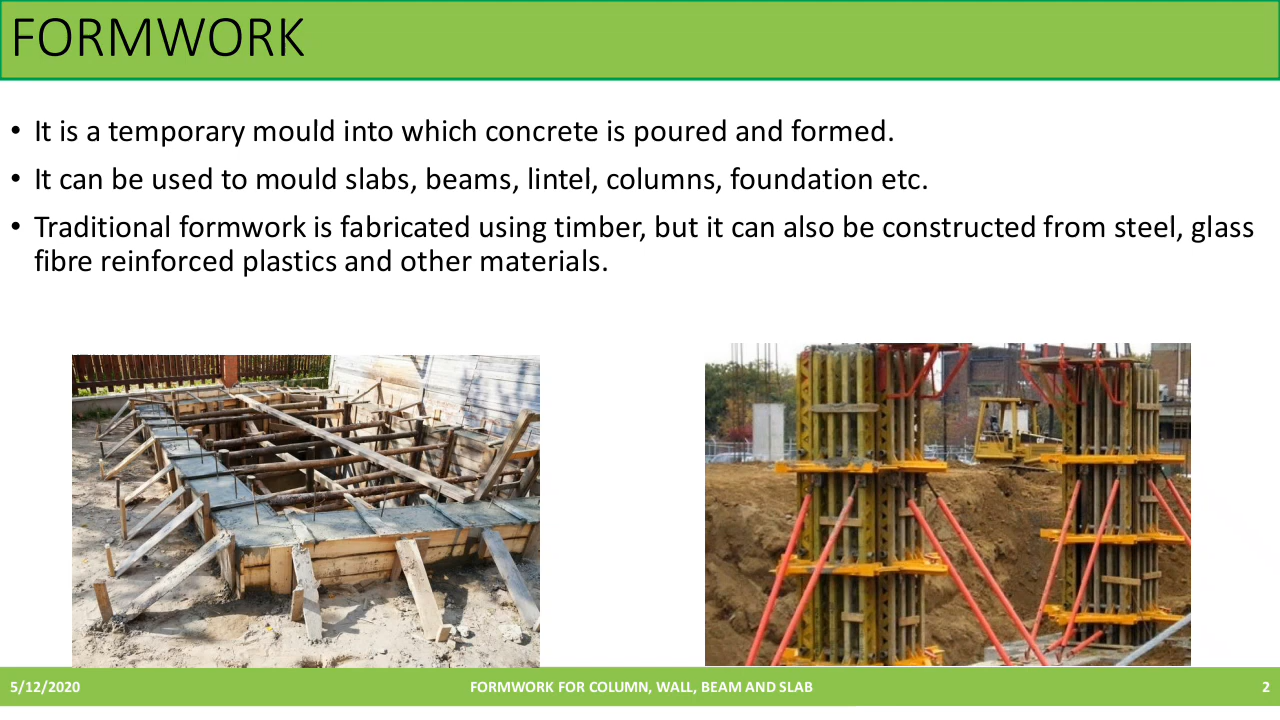 FORMWORK
• It is a temporary mould into which concrete is poured and formed.
• It can be used to mould slabs, beams, lintel, columns, foundation etc.
• Traditional formwork is fabricated using timber, but it can also be constructed from steel, glass
fibre reinforced plastics and other materials.
5/12/2020
FORMWORK FOR COLUMN, WALL, BEAM AND SLAB
2